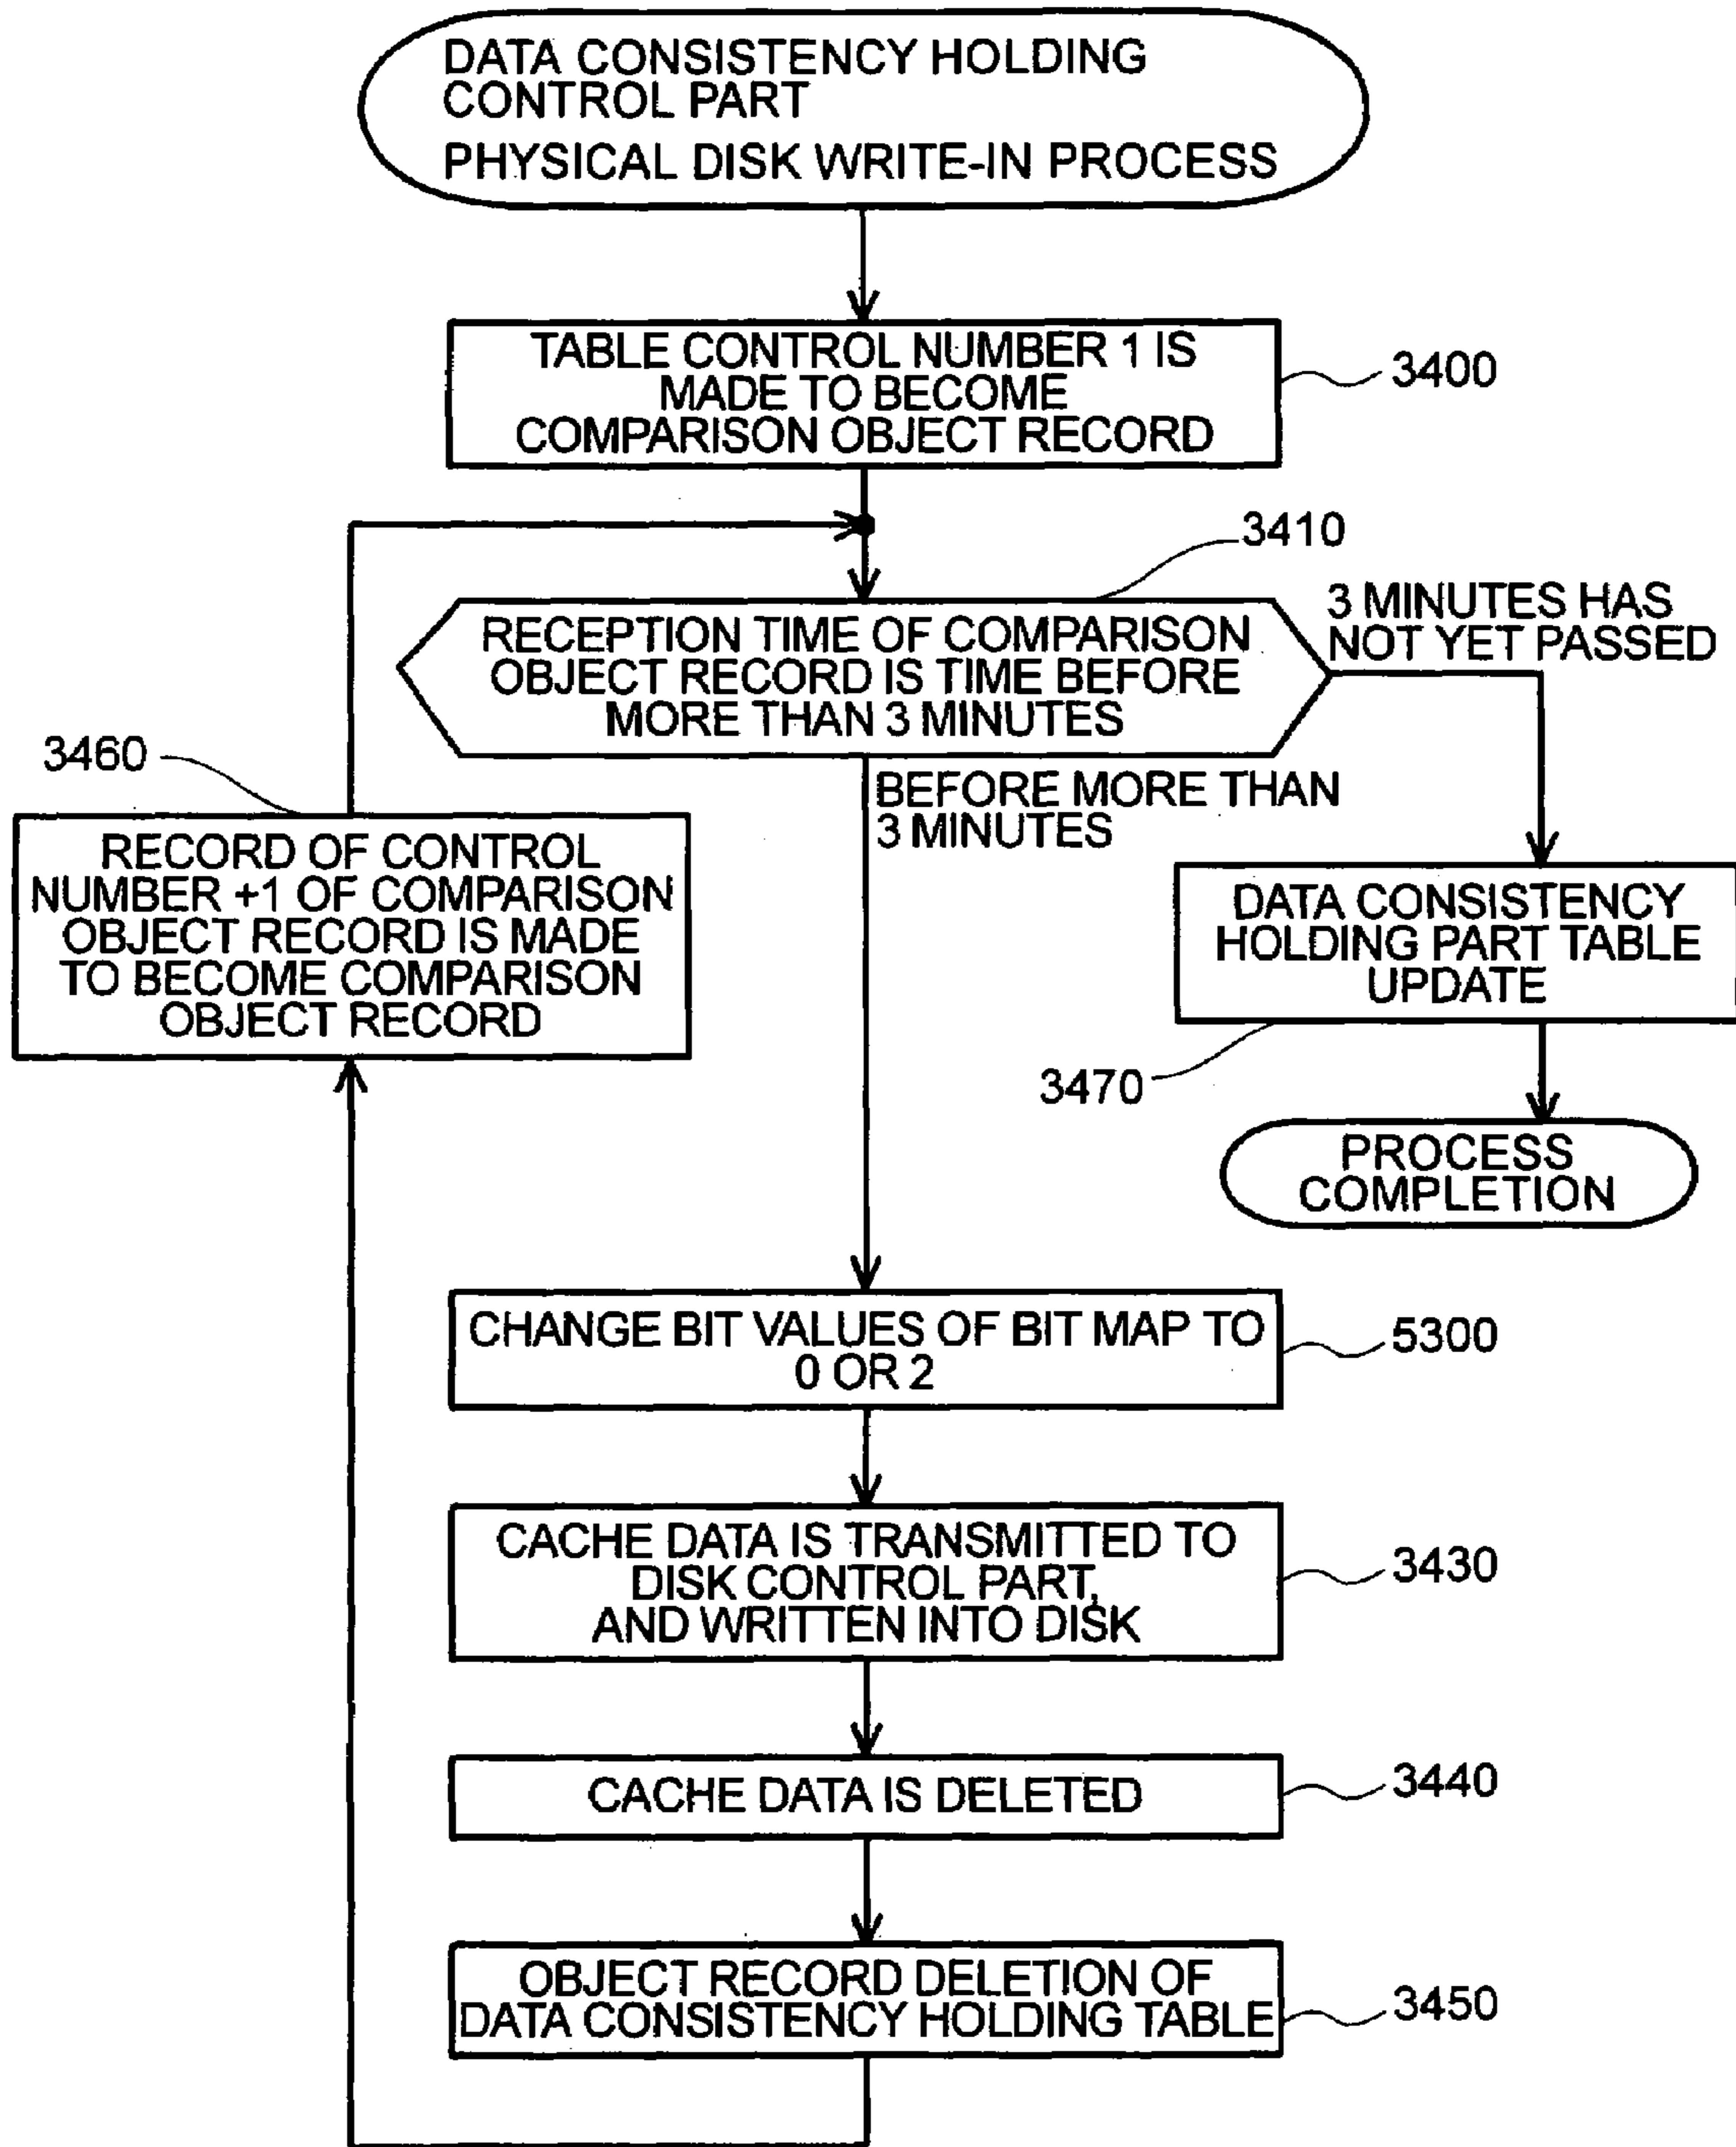 DATA CONSISTENCY HOLDING
CONTROL PART
PHYSICAL DISK WRITE-IN PROCESS
TABLE CONTROL NUMBER 1 IS
MADE TO BECOME
COMPARISON OBJECT RECORD
3400
3410
RECEPTION TIME OF COMPARISON
OBJECT RECORD IS TIME BEFORE
MORE THAN 3 MINUTES
3 MINUTES HAS
NOT YET PASSED
3460
BEFORE MORE THAN
3 MINUTES
RECORD OF CONTROL
NUMBER +1 OF COMPARISON
OBJECT RECORD IS MADE
TO BECOME COMPARISON
OBJECT RECORD
DATA CONSISTENCY
HOLDING PART TABLE
UPDATE
3470
PROCESS
COMPLETION
CHANGE BIT VALUES OF BIT MAP TO
0 OR 2
5300
CACHE DATA IS TRANSMITTED TO
DISK CONTROL PART,
AND WRITTEN INTO DISK
3430
CACHE DATA IS DELETED
3440
OBJECT RECORD DELETION OF
DATA CONSISTENCY HOLDING TABLE
3450